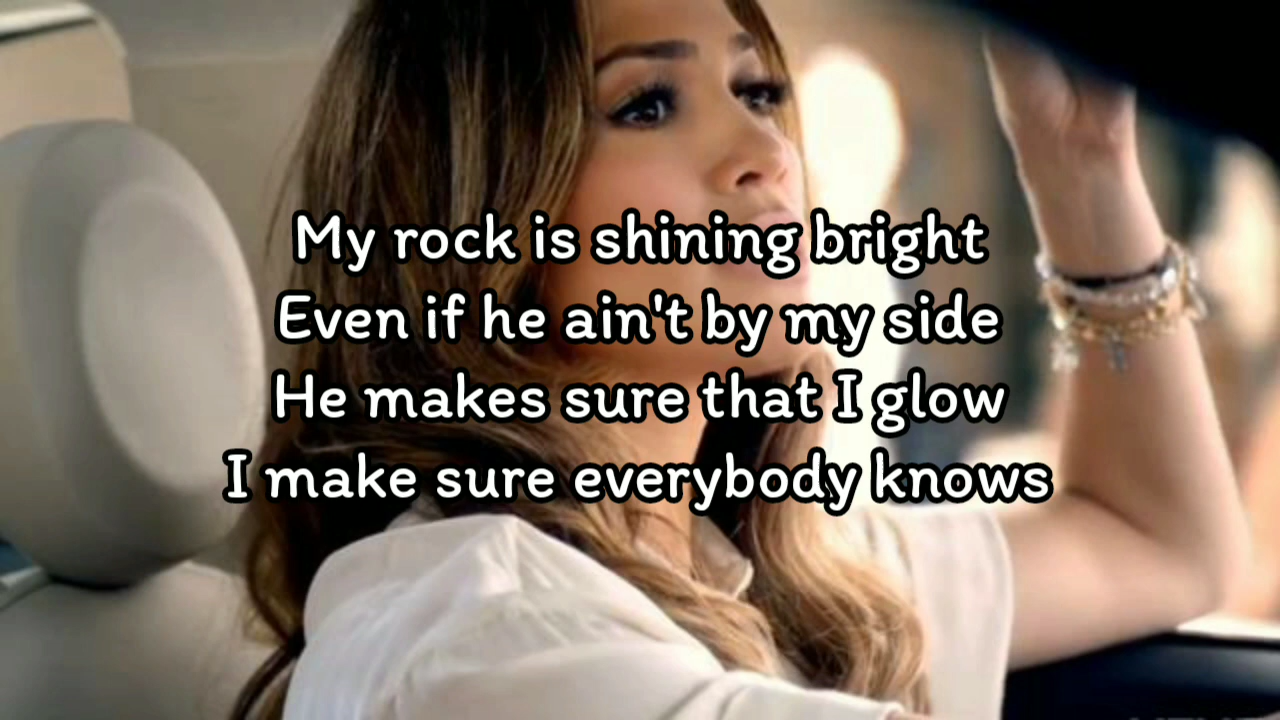 My rock is shining bright
Even if he ain't by my side
He makes sure that I glow
I make sure everybody knows